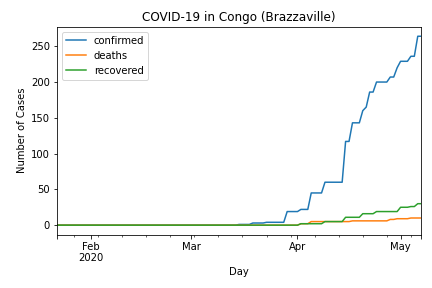 COVID-19 in Congo (Brazzaville)
confirmed
deaths
recovered
Number of Cases
250
200
150
100
50
0
Feb
2020
Mar
Apr
May
Day